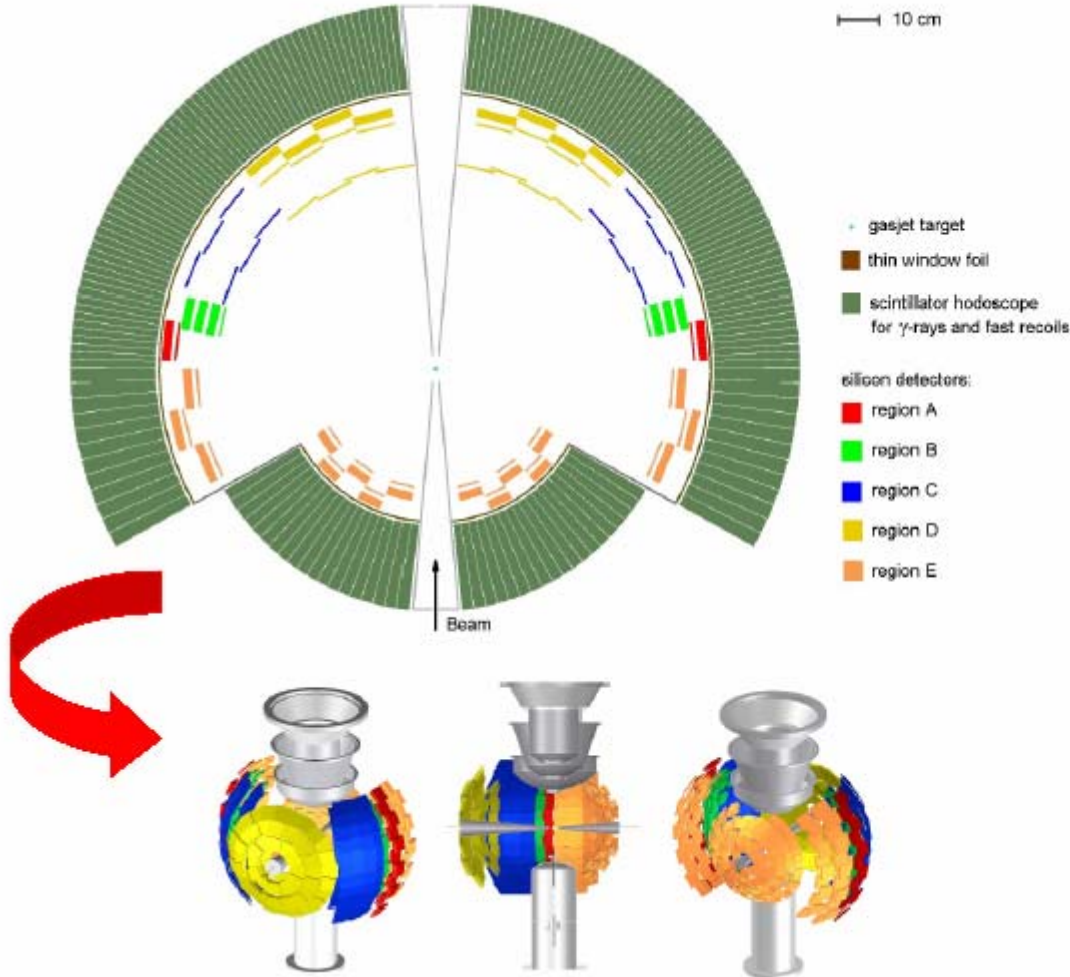 10 cm
gasjet target
thin window foil
scintillator hodoscope
for γ-rays and fast recoils
silicon detectors:
region A
region B
region C
region D
region E
Beam